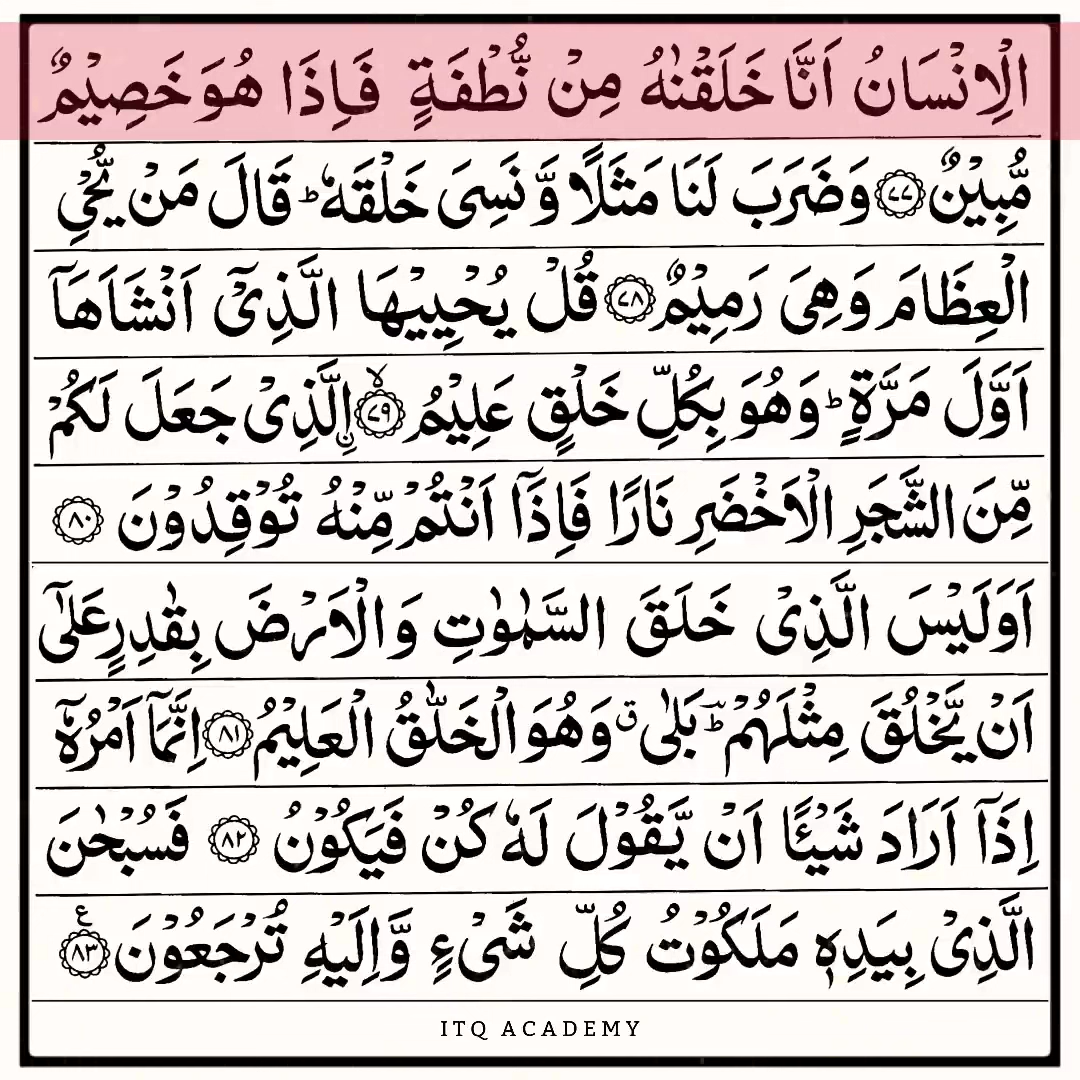 الْاِنْسَانُ اَنَّا خَلَقْنٰهُ مِنْ نُّطْفَةٍ فَاِذَا هُوَ خَصِيْمٌ
مُّبِيْنٌ ﴿٧٧﴾ وَضَرَبَ لَنَا مَثَلًا وَّ نَسِیَ خَلْقَهٗ ؕ قَالَ مَنْ يُّحْیِ
الْعِظَامَ وَهِیَ رَمِيْمٌ ﴿٧٨﴾ قُلْ يُحْيِيْهَا الَّذِیْۤ اَنْشَاَهَاۤ
اَوَّلَ مَرَّةٍ ؕ وَهُوَ بِكُلِّ خَلْقٍ عَلِيْمُ ﴿٧٩﴾ ۙ اۨلَّذِیْ جَعَلَ لَكُمْ
مِّنَ الشَّجَرِ الْاَخْضَرِ نَارًا فَاِذَاۤ اَنْتُمْ مِّنْهُ تُوْقِدُوْنَ ﴿٨٠﴾
اَوَلَيْسَ الَّذِیْ خَلَقَ السَّمٰوٰتِ وَ الْاَرْضَ بِقٰدِرٍ عَلٰۤی
اَنْ يَّخْلُقَ مِثْلَهُمْ ؕؔ بَلٰی ۗ وَهُوَ الْخَلّٰقُ الْعَلِيْمُ ﴿٨١﴾ اِنَّمَاۤ اَمْرُهٗۤ
اِذَاۤ اَرَادَ شَيْئًا اَنْ يَّقُوْلَ لَهٗ كُنْ فَيَكُوْنُ ﴿٨٢﴾ فَسُبْحٰنَ
الَّذِیْ بِيَدِهٖ مَلَكُوْتُ كُلِّ شَیْءٍ وَّاِلَيْهِ تُرْجَعُوْنَ ﴿٨٣﴾ ع
ITQ ACADEMY